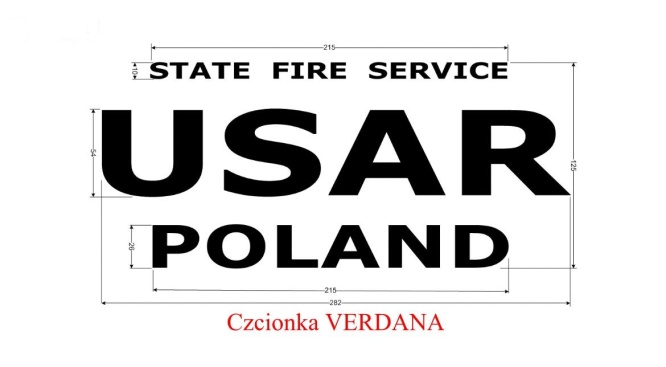 215
10
STATE FIRE SERVICE
54
USAR
125
26
POLAND
215
282
Czcionka VERDANA